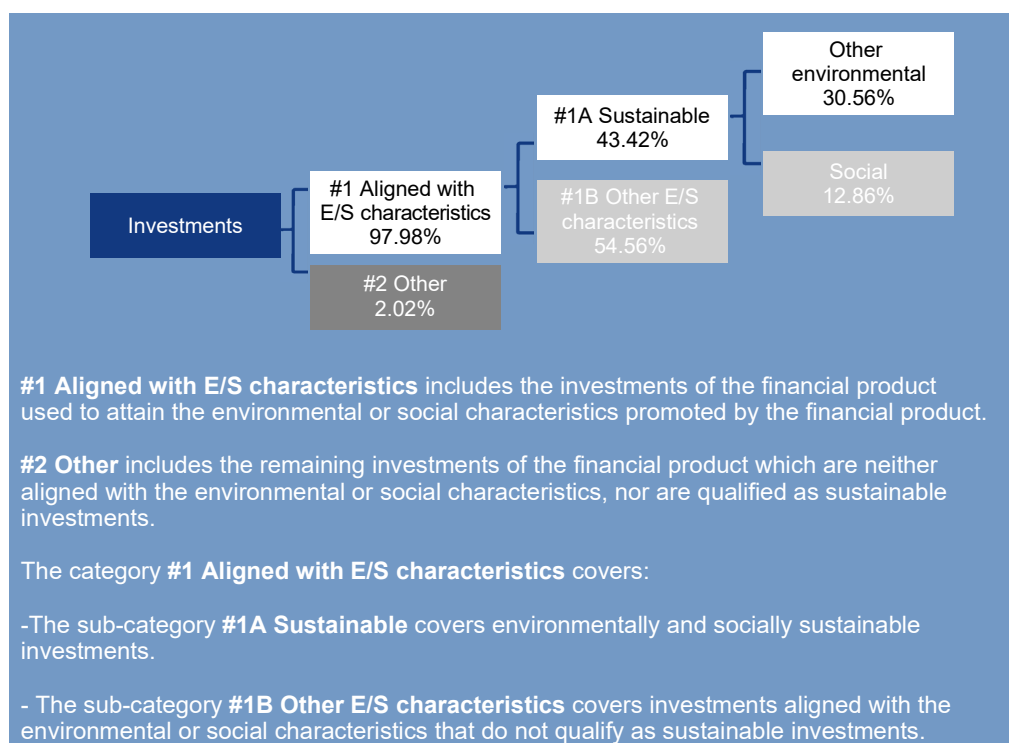 Other
environmental
30.56%
#1A Sustainable
43.42%
Social
12.86%
#1 Aligned with
E/S characteristics
97.98%
#1B Other E/S
characteristics
54.56%
Investments
#2 Other
2.02%
#1 Aligned with E/S characteristics includes the investments of the financial product
used to attain the environmental or social characteristics promoted by the financial product.
#2 Other includes the remaining investments of the financial product which are neither
aligned with the environmental or social characteristics, nor are qualified as sustainable
investments.
The category #1 Aligned with E/S characteristics covers:
-The sub-category #1A Sustainable covers environmentally and socially sustainable
investments.
- The sub-category #1B Other E/S characteristics covers investments aligned with the
environmental or social characteristics that do not qualify as sustainable investments.